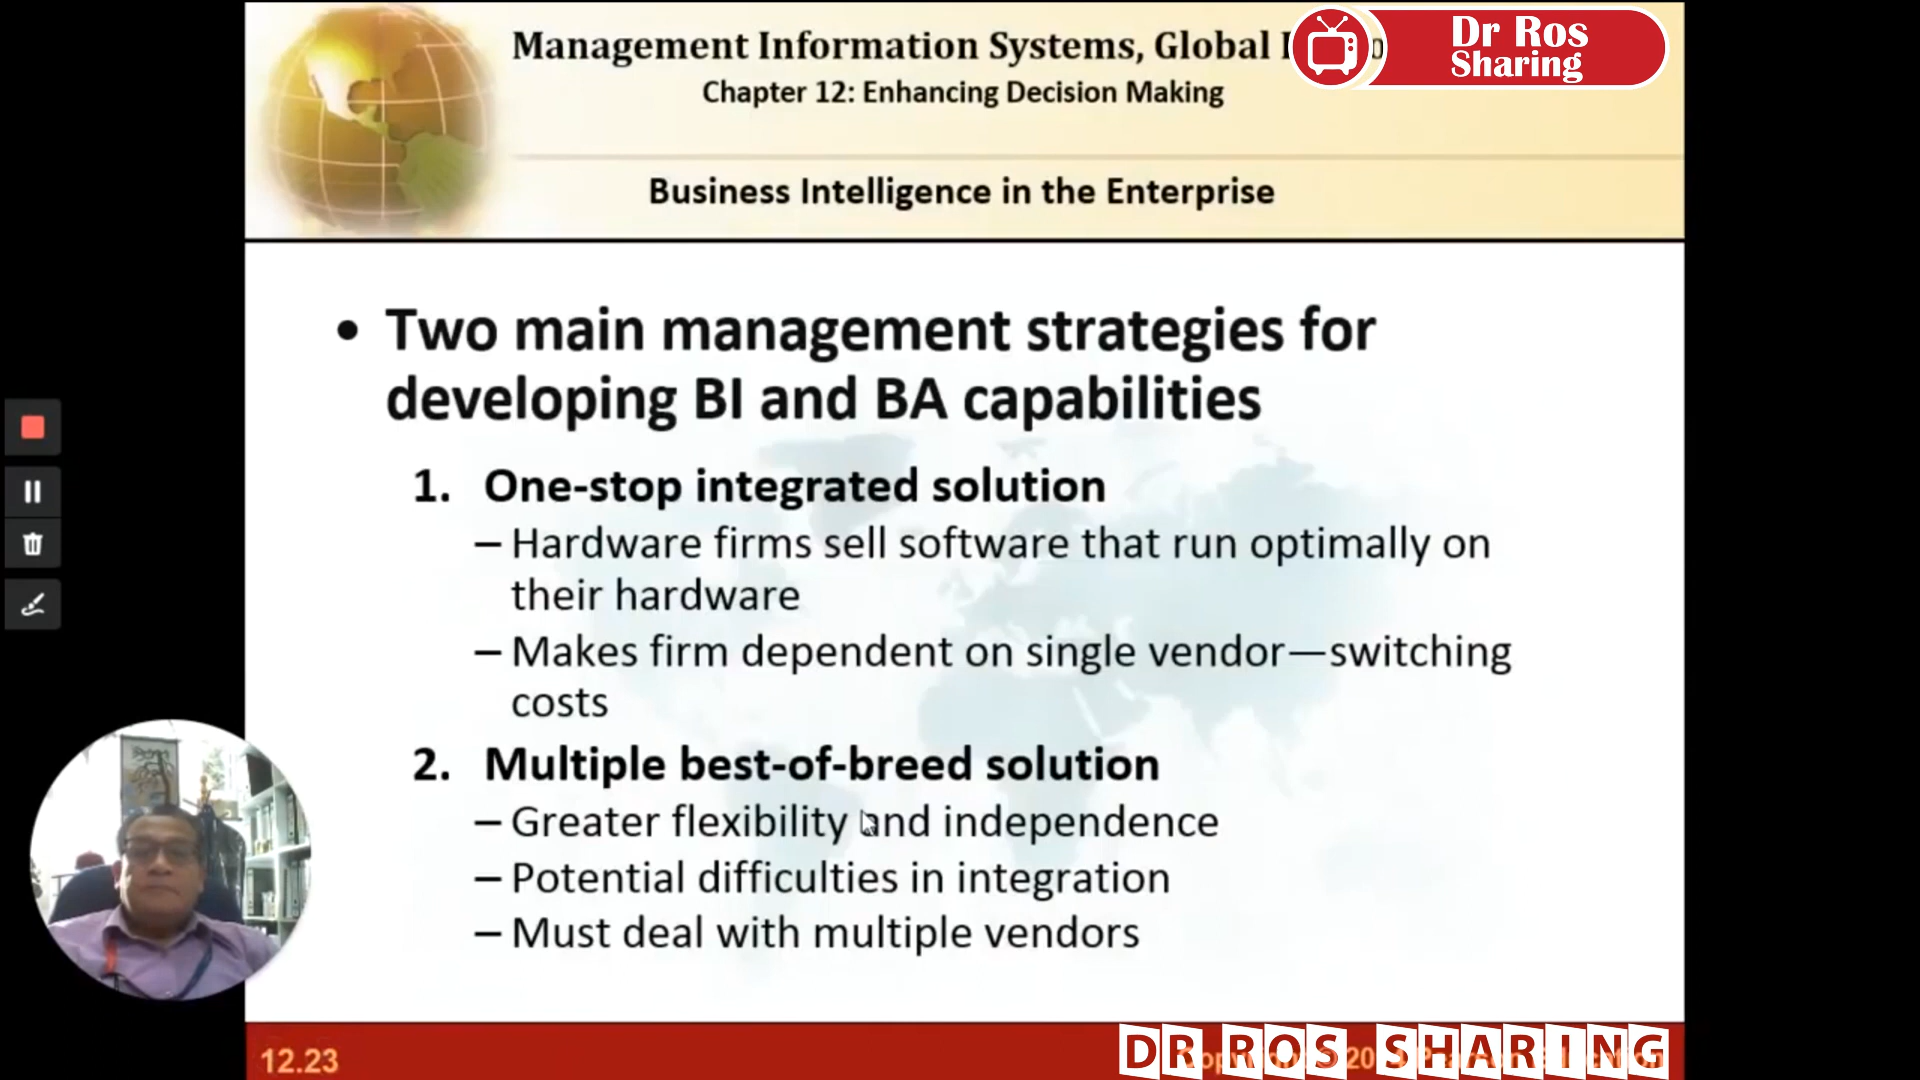 Management Information Systems, Global
Dr Ros
Sharing
Chapter 12: Enhancing Decision Making
Business Intelligence in the Enterprise
• Two main management strategies for
developing BI and BA capabilities
1. One-stop integrated solution
– Hardware firms sell software that run optimally on
their hardware
– Makes firm dependent on single vendor—switching
costs
2. Multiple best-of-breed solution
– Greater flexibility and independence
– Potential difficulties in integration
– Must deal with multiple vendors
12.23
DR ROS SHARING